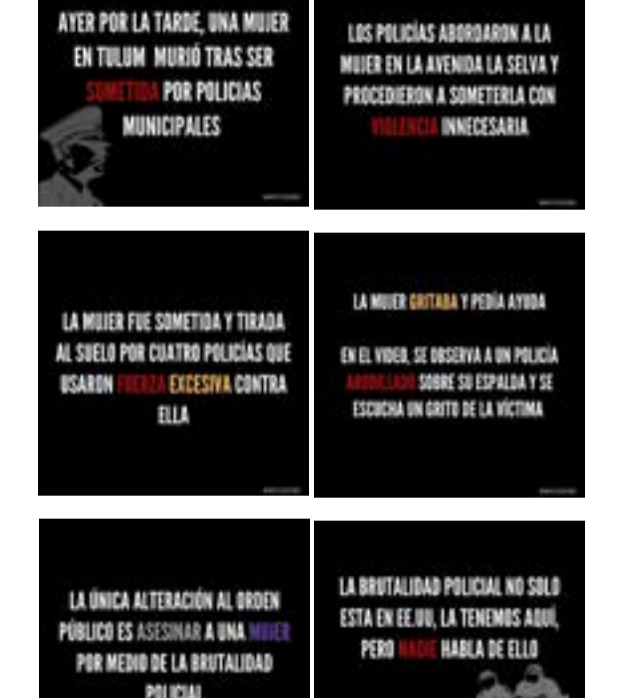 AYER POR LA TARDE, UNA MUJER
EN TULUM MURIÓ TRAS SER
SOMETIDA POR POLICIAS
MUNICIPALES
LOS POLICÍAS ABORDARON A LA
MUJER EN LA AVENIDA LA SELVA Y
PROCEDIERON A SOMETERLA CON
VIOLENCIA INNECESARIA
LA MUJER FUE SOMETIDA Y TIRADA
AL SUELO POR CUATRO POLICÍAS QUE
USARON FUERZA EXCESIVA CONTRA
ELLA
LA MUJER GRITABA Y PEDÍA AYUDA
EN EL VIDEO, SE OBSERVA A UN POLICÍA
ARODILLADO SOBRE SU ESPALDA Y SE
ESCUCHA UN GRITO DE LA VÍCTIMA
LA ÚNICA ALTERACIÓN AL ORDEN
PÚBLICO ES ASESINAR A UNA MUJER
POR MEDIO DE LA BRUTALIDAD
POLICIAL
LA BRUTALIDAD POLICIAL NO SOLO
ESTA EN EE.UU, LA TENEMOS AQUÍ,
PERO NADIE HABLA DE ELLO